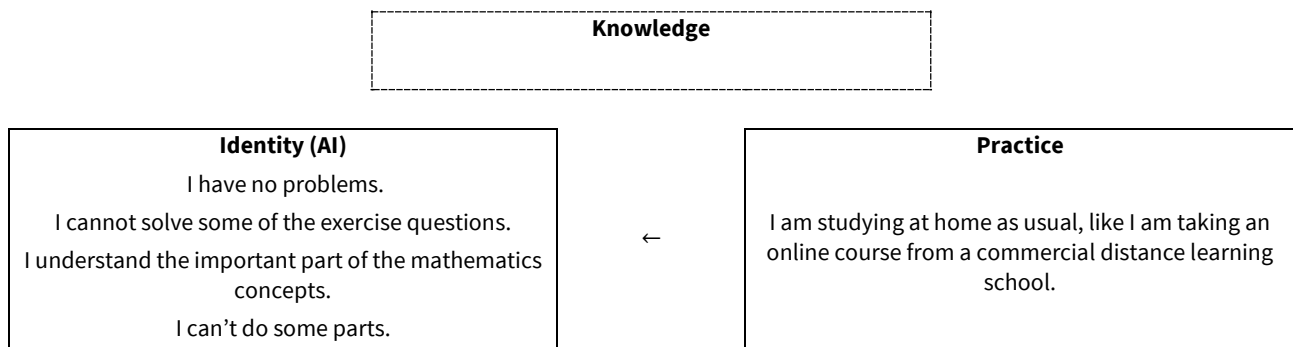 Knowledge
Identity (AI)
I have no problems.
I cannot solve some of the exercise questions.
I understand the important part of the mathematics
concepts.
I can't do some parts.
←
Practice
I am studying at home as usual, like I am taking an
online course from a commercial distance learning
school.